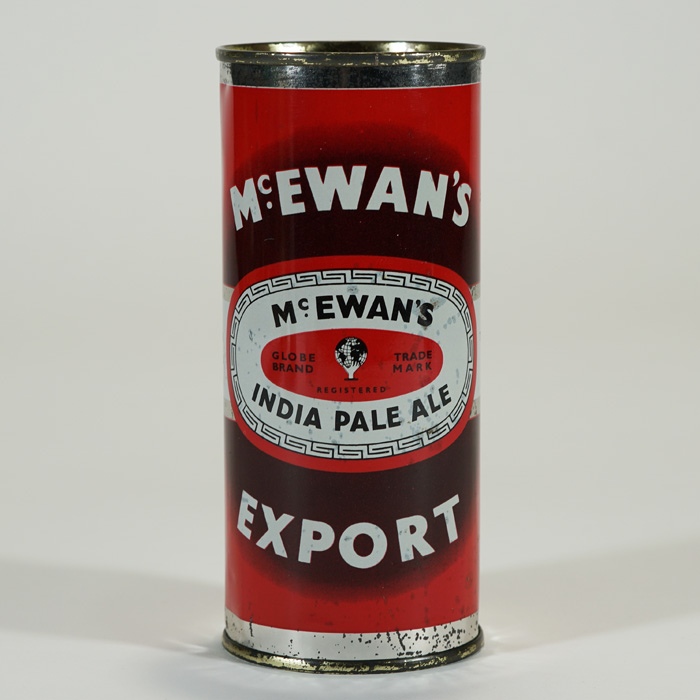 McEWAN'S
McEWAN'S
GLOBE BRAND
TRADE MARK
REGISTERED
INDIA PALE ALE
EXPORT